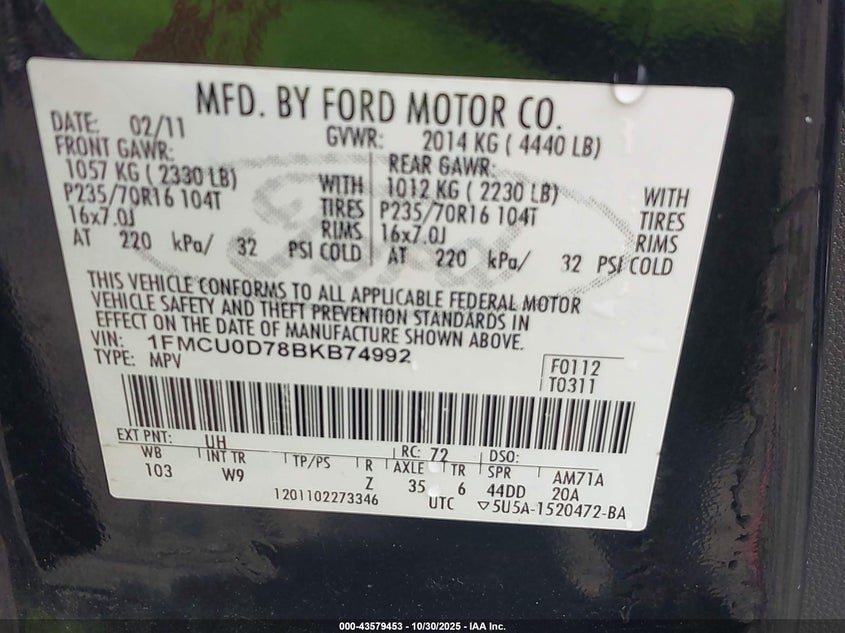 MFD. BY FORD MOTOR CO.
DATE: 02/11 GVWR: 2014 KG ( 4440 LB)
FRONT GAWR: REAR GAWR:
1057 KG ( 2330 LB) WITH 1012 KG ( 2230 LB) WITH
P235/70R16 104T TIRES P235/70R16 104T TIRES
16x7.0J RIMS 16x7.0J RIMS
AT 220 kPa/ 32 PSI COLD AT 220 kPa/ 32 PSI COLD
THIS VEHICLE CONFORMS TO ALL APPLICABLE FEDERAL MOTOR
VEHICLE SAFETY AND THEFT PREVENTION STANDARDS IN
EFFECT ON THE DATE OF MANUFACTURE SHOWN ABOVE.
VIN: 1FMCU0D78BKB74992
TYPE: MPV
F0112
T0311
EXT PNT: UH RC: 72 DSO:
WB INT TR TP/PS R AXLE TR SPR AM71A
103 W9 Z 35 6 44DD 20A
1201102273346 UTC ▽5U5A-1520472-BA
000-43579453 | 10/30/2025 - IAA Inc.